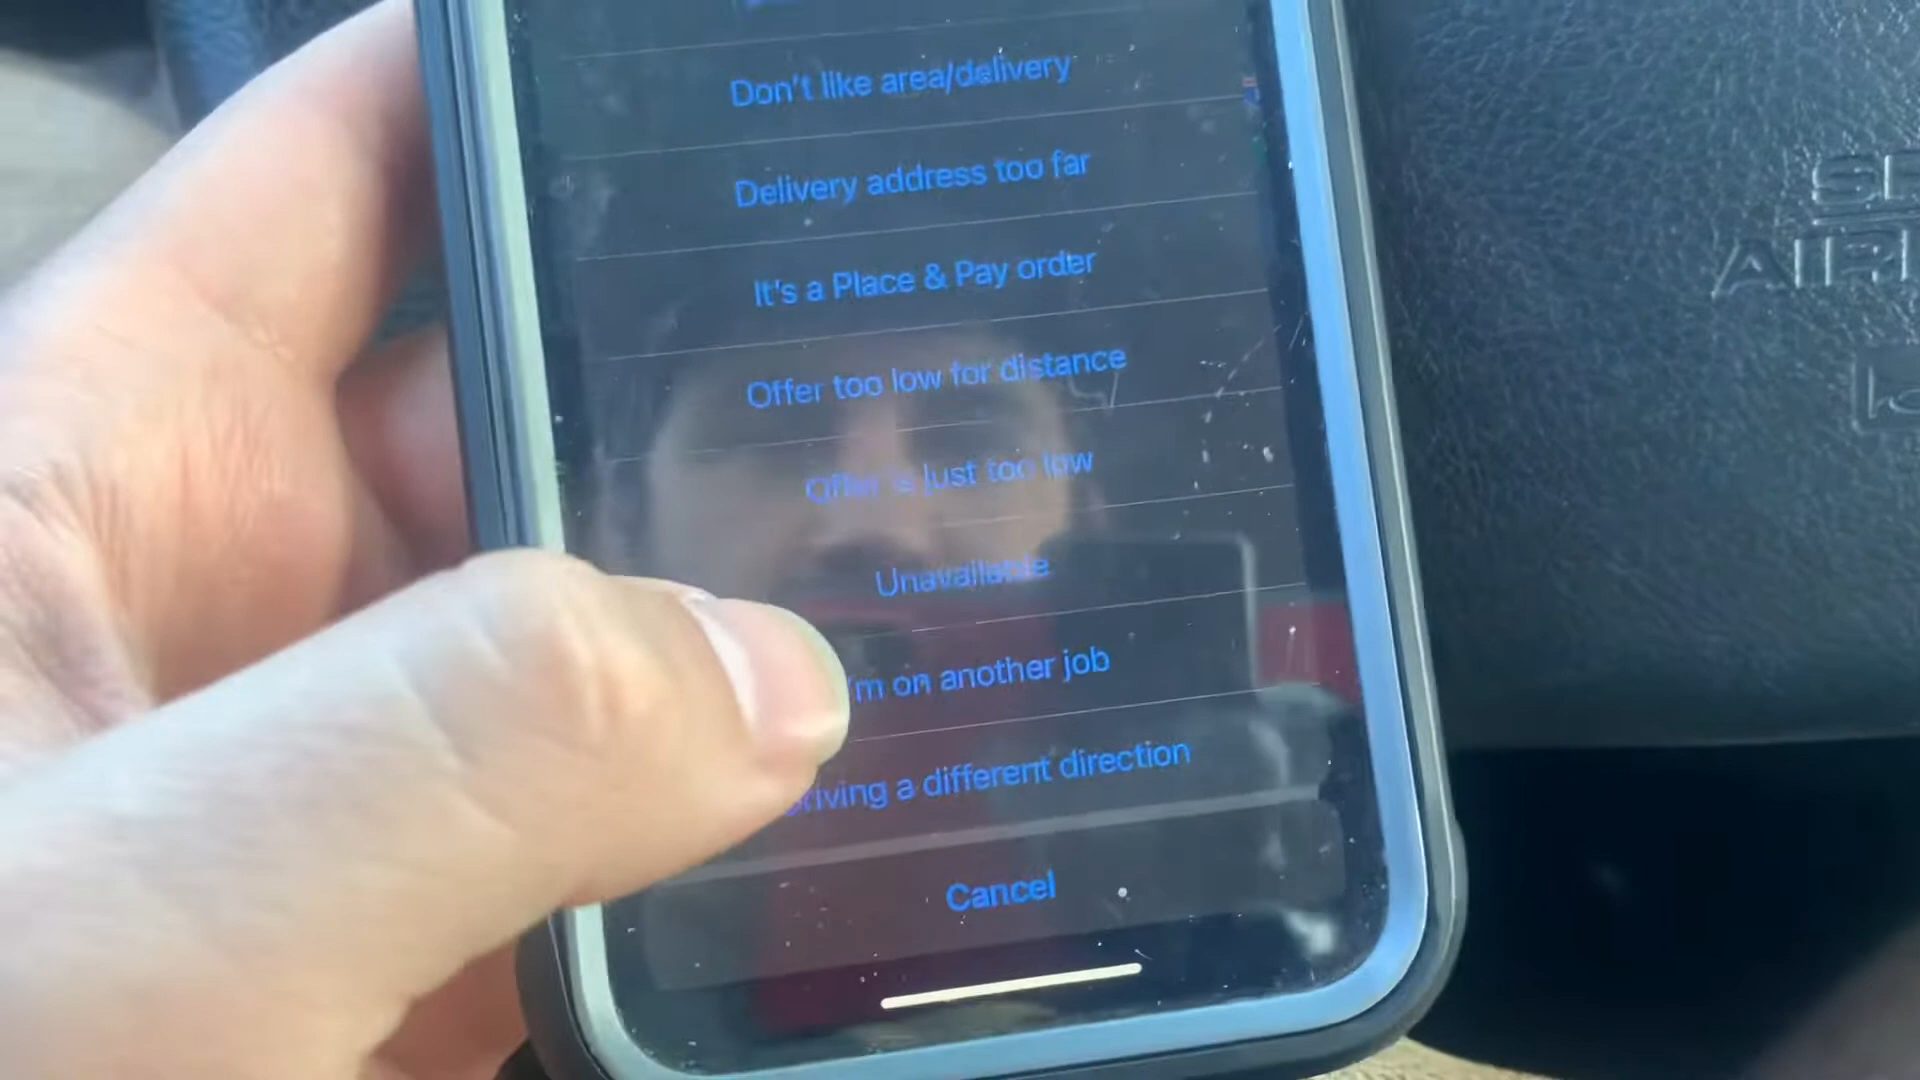 Don't like area/delivery
Delivery address too far
It's a Place & Pay order
Offer too low for distance
Offer is just too low
Unavailable
'm on another job
driving a different direction
Cancel